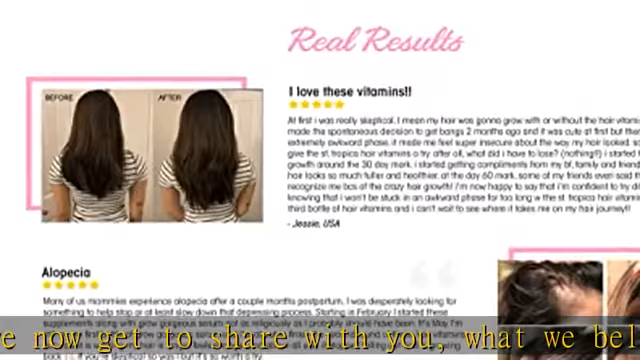 Real Results
BEFORE
AFTER
I love these vitamins!!
At first i was really skeptical. I mean my hair was gonna grow with or without the hair vitamin
made the spontaneous decision to get bangs 2 months ago and it was cute at first but the
extremely awkward phase. it made me feel super insecure about the way my hair looked. so
give the st. tropica hair vitamins a try. after all, what did i have to lose? (nothing!!) i started t
growth around the 30 day mark. i started getting compliments from my bf, family and friend
hair looks so much fuller and healthier. at the day 60 mark, some of my friends even said th
recognize me bcs of the crazy hair growth! i'm now happy to say that i'm confident to try d
knowing that i won't be stuck in an awkward phase for too long w the st. tropica hair vitamin
third bottle of hair vitamins and i can't wait to see where it takes me on my hair journey!!
- Jessie, USA
Alopecia
Many of us mommies experience alopecia after a couple months postpartum. I was desperately looking for
something to help stop or at least slow down that depressing process. Starting in February I started these
supplements along with
e now get to share with you, what we bel